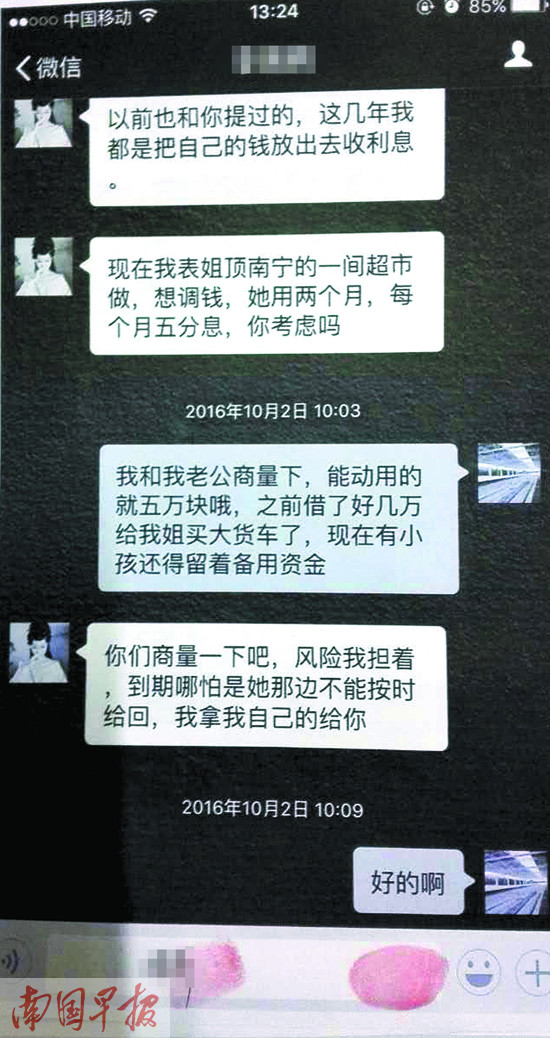 中国移动
13:24
85%
微信
以前也和你提过的，这几年我
都是把自己的钱放出去收利息
。
现在我表姐顶南宁的一间超市
做，想调钱，她用两个月，每
个月五分息，你考虑吗
2016年10月2日 10:03
我和我老公商量下，能动用的
就五万块哦，之前借了好几万
给我姐买大货车了，现在有小
孩还得留着备用资金
你们商量一下吧，风险我担着
，到期哪怕是她那边不能按时
给回，我拿我自己的给你
2016年10月2日 10:09
好的啊
南国早报